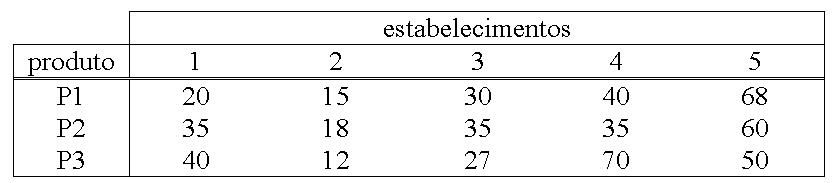 estabelecimentos
produto 1 2 3 4 5
P1 20 15 30 40 68
P2 35 18 35 35 60
P3 40 12 27 70 50